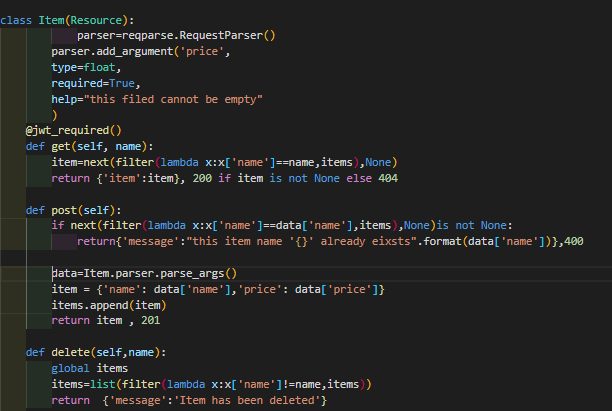 class Item(Resource):
parser=reqparse.RequestParser()
parser.add_argument('price',
type=float,
required=True,
help="this filed cannot be empty"
)
@jwt_required()
def get(self, name):
item=next(filter(lambda x:x['name']==name,items),None)
return {'item':item}, 200 if item is not None else 404
def post(self):
if next(filter(lambda x:x['name']==data['name'],items),None)is not None:
return{'message':"this item name '{}' already eixsts".format(data['name'])},400
data=Item.parser.parse_args()
item = {'name': data['name'],'price': data['price']}
items.append(item)
return item , 201
def delete(self,name):
global items
items=list(filter(lambda x:x['name']!=name,items))
return  {'message':'Item has been deleted'}